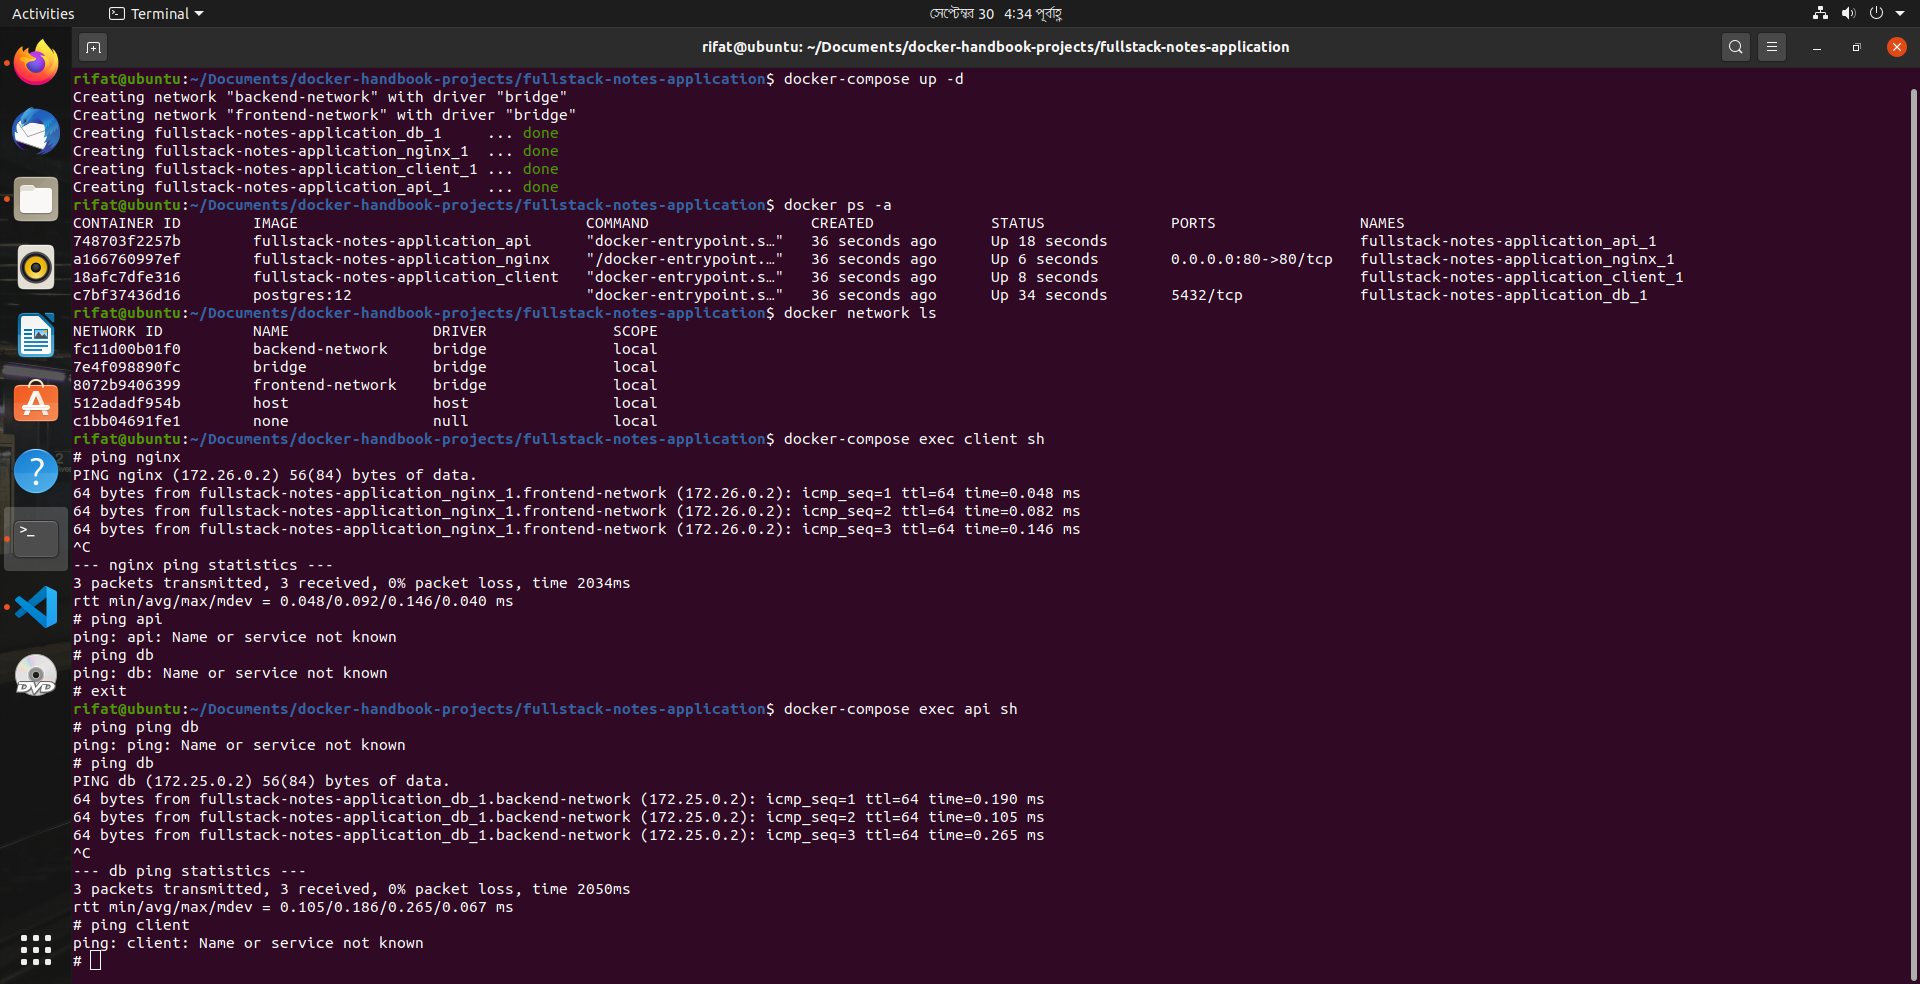 Activities
Terminal
সেপ্টেম্বর 30 4:34 পূর্বাহ্ণ
rifat@ubuntu: ~/Documents/docker-handbook-projects/fullstack-notes-application
rifat@ubuntu:~/Documents/docker-handbook-projects/fullstack-notes-application$ docker-compose up -d
Creating network "backend-network" with driver "bridge"
Creating network "frontend-network" with driver "bridge"
Creating fullstack-notes-application_db_1     ... done
Creating fullstack-notes-application_nginx_1  ... done
Creating fullstack-notes-application_client_1 ... done
Creating fullstack-notes-application_api_1    ... done
rifat@ubuntu:~/Documents/docker-handbook-projects/fullstack-notes-application$ docker ps -a
CONTAINER ID        IMAGE                                COMMAND                  CREATED             STATUS              PORTS                NAMES
748703f2257b        fullstack-notes-application_api      "docker-entrypoint.s…"   36 seconds ago      Up 18 seconds                            fullstack-notes-application_api_1
a166760997ef        fullstack-notes-application_nginx    "/docker-entrypoint.…"   36 seconds ago      Up 6 seconds        0.0.0.0:80->80/tcp   fullstack-notes-application_nginx_1
18afc7dfe316        fullstack-notes-application_client   "docker-entrypoint.s…"   36 seconds ago      Up 8 seconds                             fullstack-notes-application_client_1
c7bf37436d16        postgres:12                          "docker-entrypoint.s…"   36 seconds ago      Up 34 seconds       5432/tcp             fullstack-notes-application_db_1
rifat@ubuntu:~/Documents/docker-handbook-projects/fullstack-notes-application$ docker network ls
NETWORK ID          NAME                DRIVER              SCOPE
fc11d00b01f0        backend-network     bridge              local
7e4f098890fc        bridge              bridge              local
8072b9406399        frontend-network    bridge              local
512adadf954b        host                host                local
c1bb04691fe1        none                null                local
rifat@ubuntu:~/Documents/docker-handbook-projects/fullstack-notes-application$ docker-compose exec client sh
# ping nginx
PING nginx (172.26.0.2) 56(84) bytes of data.
64 bytes from fullstack-notes-application_nginx_1.frontend-network (172.26.0.2): icmp_seq=1 ttl=64 time=0.048 ms
64 bytes from fullstack-notes-application_nginx_1.frontend-network (172.26.0.2): icmp_seq=2 ttl=64 time=0.082 ms
64 bytes from fullstack-notes-application_nginx_1.frontend-network (172.26.0.2): icmp_seq=3 ttl=64 time=0.146 ms
^C
--- nginx ping statistics ---
3 packets transmitted, 3 received, 0% packet loss, time 2034ms
rtt min/avg/max/mdev = 0.048/0.092/0.146/0.040 ms
# ping api
ping: api: Name or service not known
# ping db
ping: db: Name or service not known
# exit
rifat@ubuntu:~/Documents/docker-handbook-projects/fullstack-notes-application$ docker-compose exec api sh
# ping ping db
ping: ping: Name or service not known
# ping db
PING db (172.25.0.2) 56(84) bytes of data.
64 bytes from fullstack-notes-application_db_1.backend-network (172.25.0.2): icmp_seq=1 ttl=64 time=0.190 ms
64 bytes from fullstack-notes-application_db_1.backend-network (172.25.0.2): icmp_seq=2 ttl=64 time=0.105 ms
64 bytes from fullstack-notes-application_db_1.backend-network (172.25.0.2): icmp_seq=3 ttl=64 time=0.265 ms
^C
--- db ping statistics ---
3 packets transmitted, 3 received, 0% packet loss, time 2050ms
rtt min/avg/max/mdev = 0.105/0.186/0.265/0.067 ms
# ping client
ping: client: Name or service not known
#
DVD